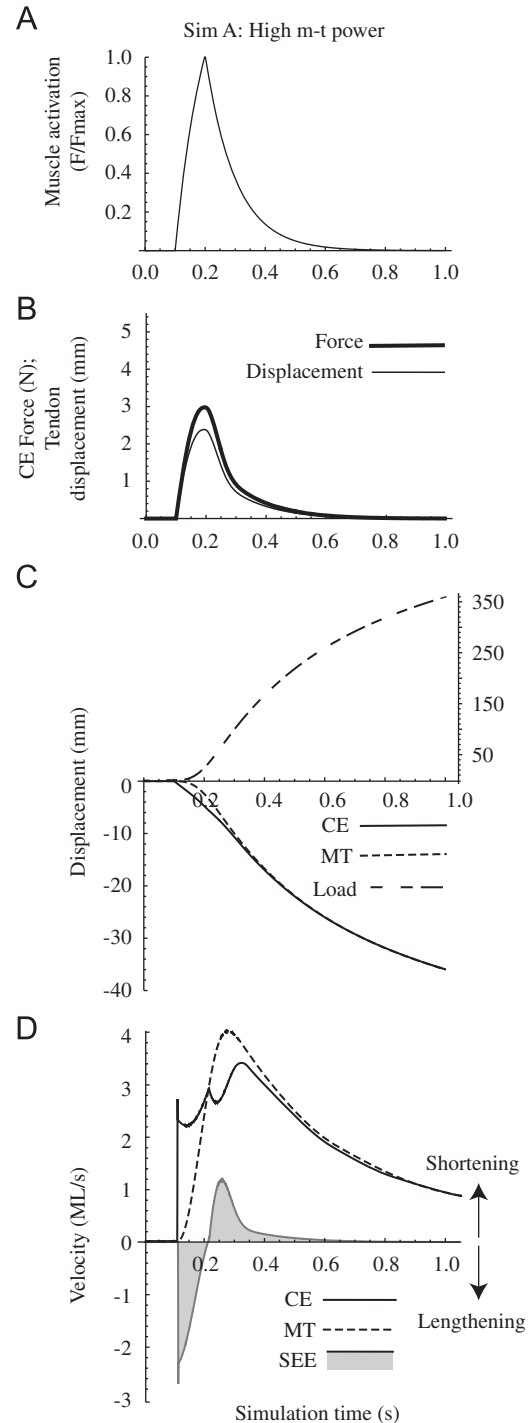 A
Sim A: High m-t power
Muscle activation
(F/Fmax)
1.0
0.8
0.6
0.4
0.2
0.0 0.2 0.4 0.6 0.8 1.0
B
CE Force (N);
Tendon
displacement (mm)
5
4
3
2
1
Force
Displacement
0.0 0.2 0.4 0.6 0.8 1.0
C
Displacement (mm)
350
250
150
50
0
-10
-20
-30
-40
0.2 0.4 0.6 0.8 1.0
CE
MT
Load
D
Velocity (ML/s)
4
3
2
1
0
-1
-2
-3
0.2 0.4 0.6 0.8 1.0
Shortening
Lengthening
CE
MT
SEE
Simulation time (s)